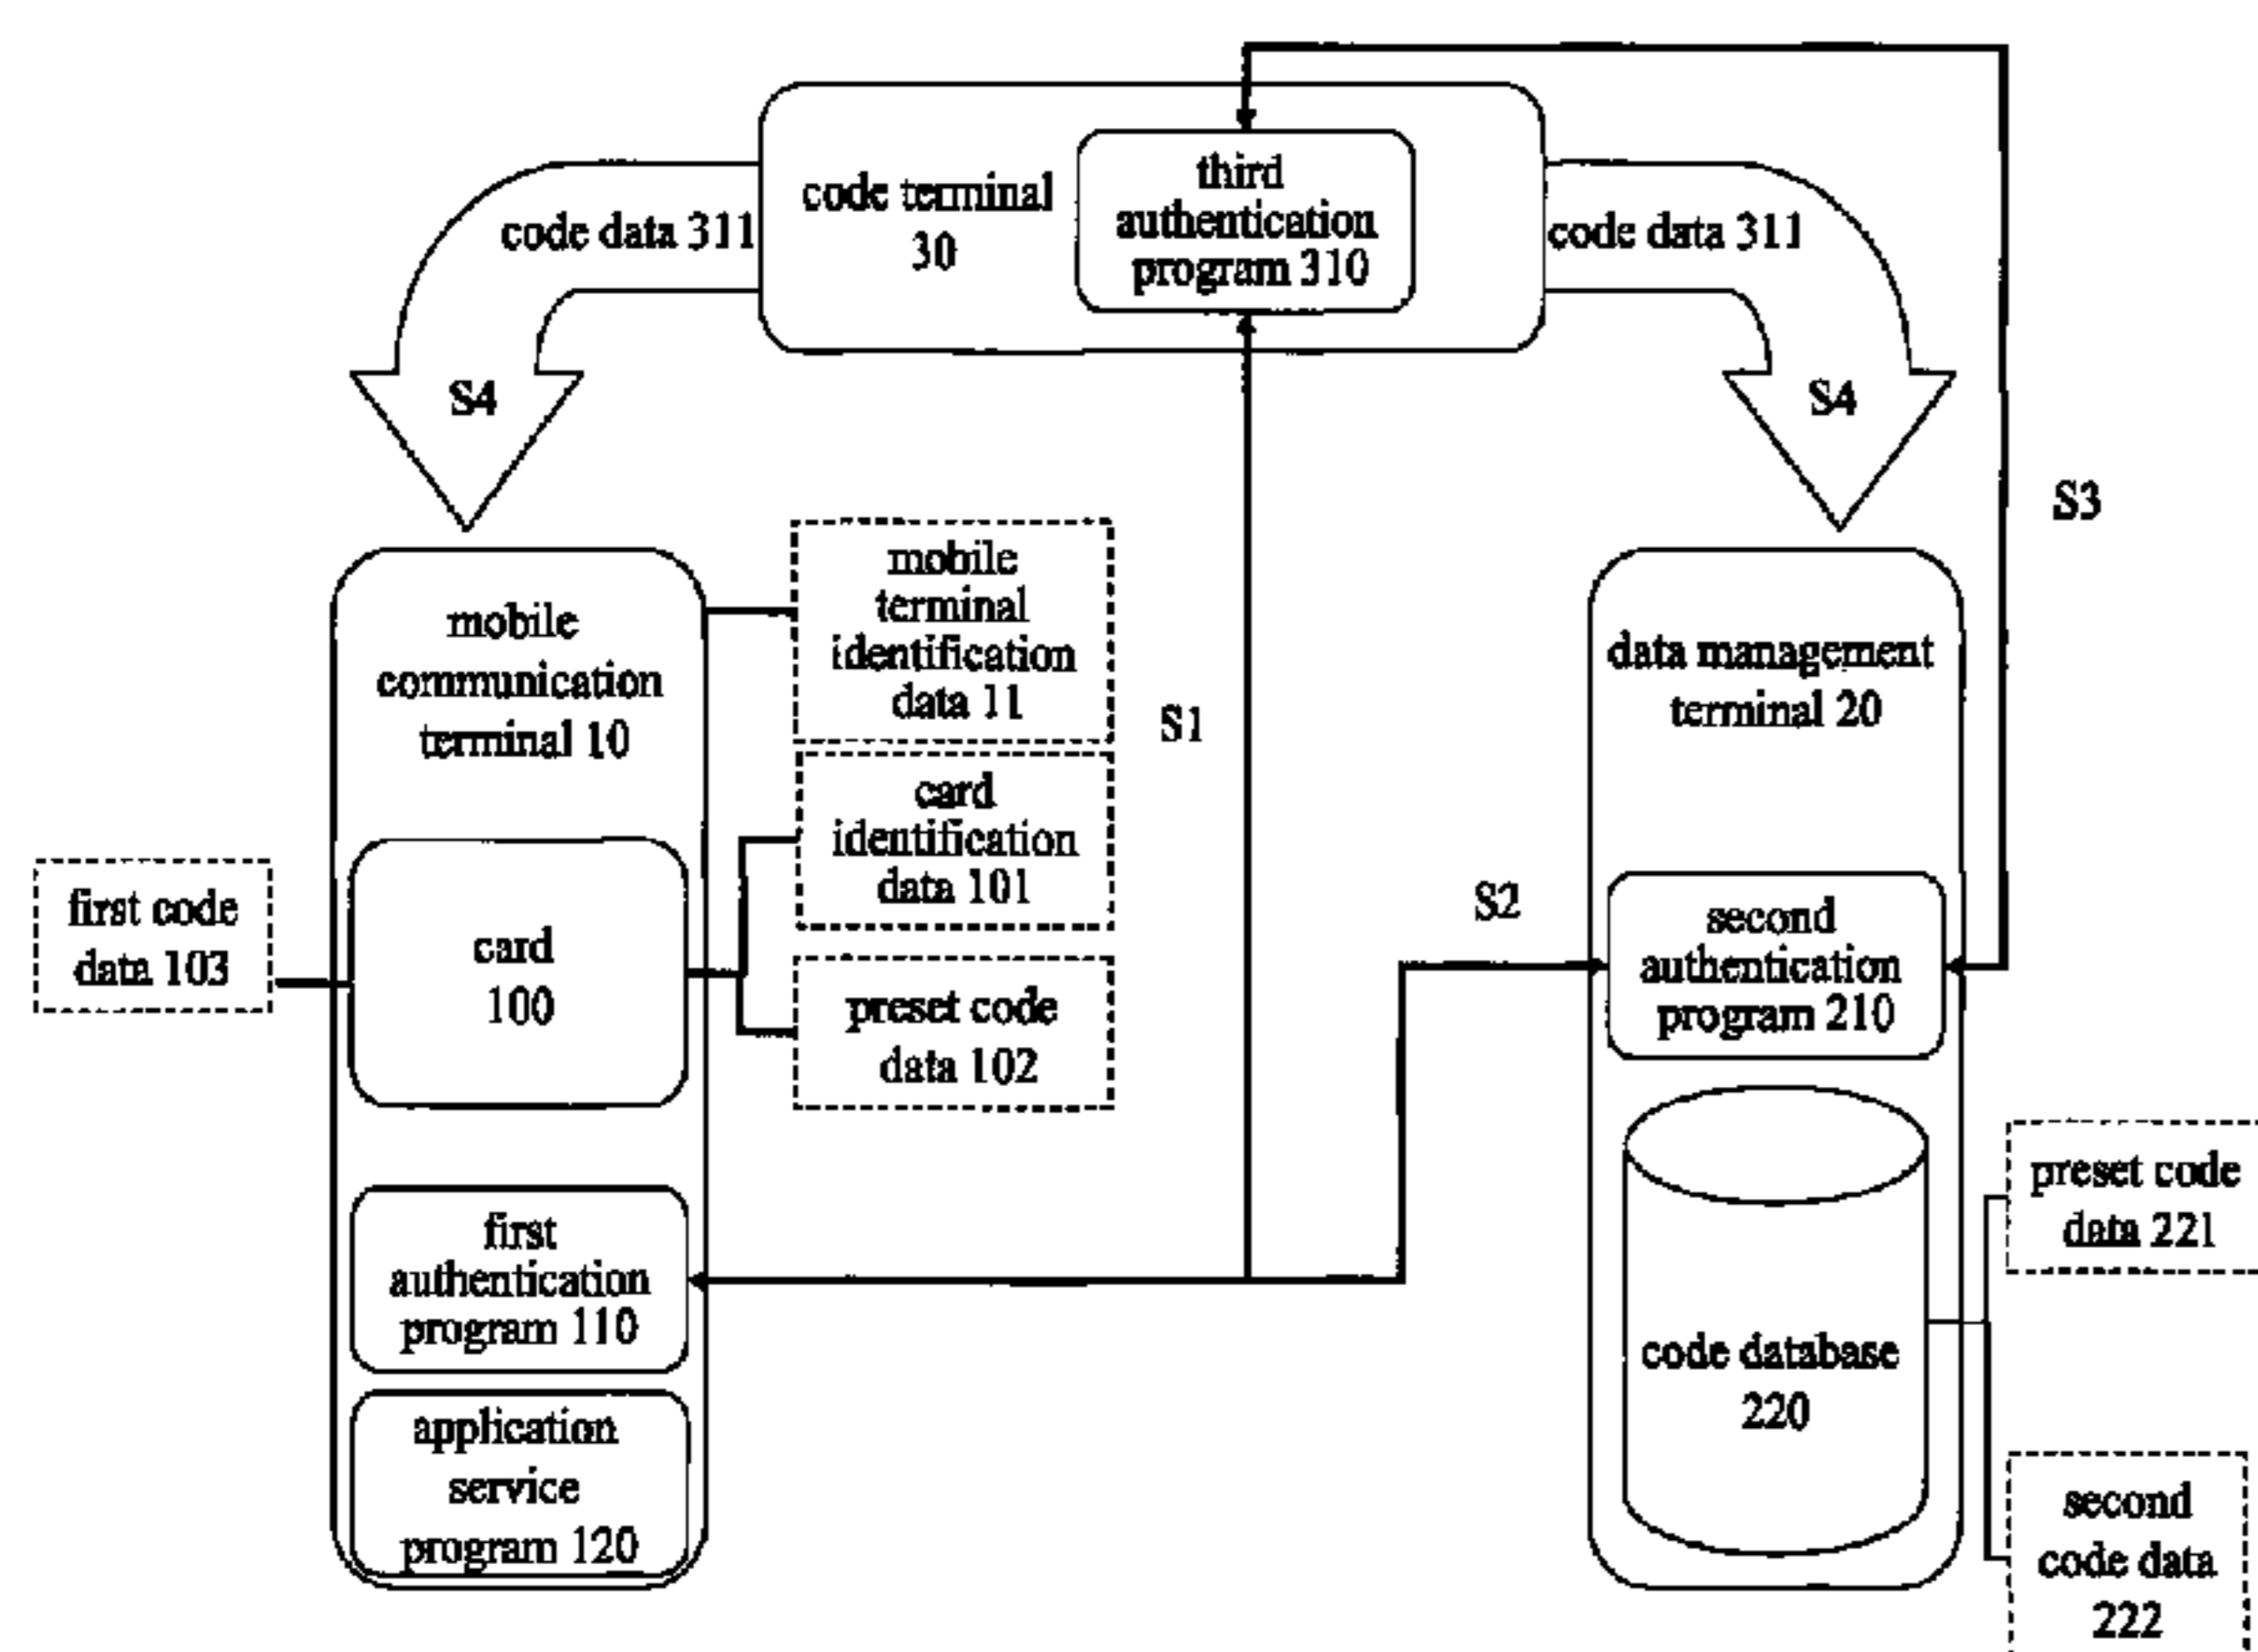 code terminal
30
third
authentication
program 310
code data 311
code data 311
S4
S4
S3
mobile
communication
terminal 10
mobile
terminal
identification
data 11
S1
data management
terminal 20
card
identification
data 101
first code
data 103
card
100
preset code
data 102
S2
second
authentication
program 210
first
authentication
program 110
application
service
program 120
code database
220
preset code
data 221
second
code data
222